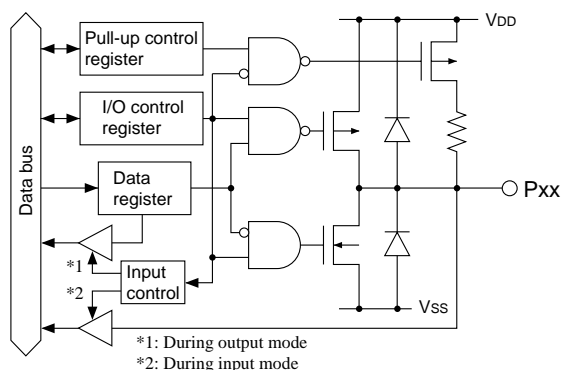 Pull-up control
register
VDD
I/O control
register
Data bus
Data
register
Pxx
*1
Input
control
*2
VSS
*1: During output mode
*2: During input mode